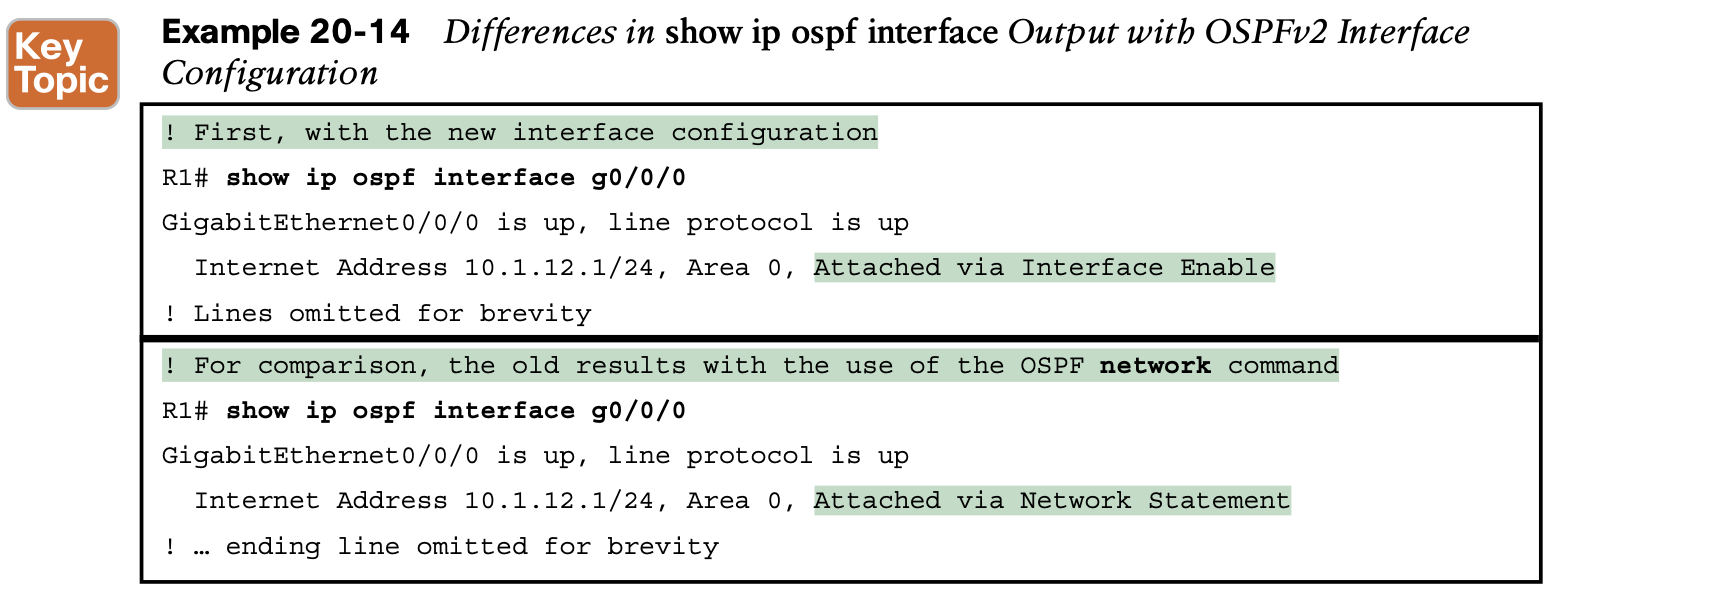 Key
Topic
Example 20-14 Differences in show ip ospf interface Output with OSPFv2 Interface
Configuration
! First, with the new interface configuration
R1# show ip ospf interface g0/0/0
GigabitEthernet0/0/0 is up, line protocol is up
Internet Address 10.1.12.1/24, Area 0, Attached via Interface Enable
! Lines omitted for brevity
! For comparison, the old results with the use of the OSPF network command
R1# show ip ospf interface g0/0/0
GigabitEthernet0/0/0 is up, line protocol is up
Internet Address 10.1.12.1/24, Area 0, Attached via Network Statement
! … ending line omitted for brevity